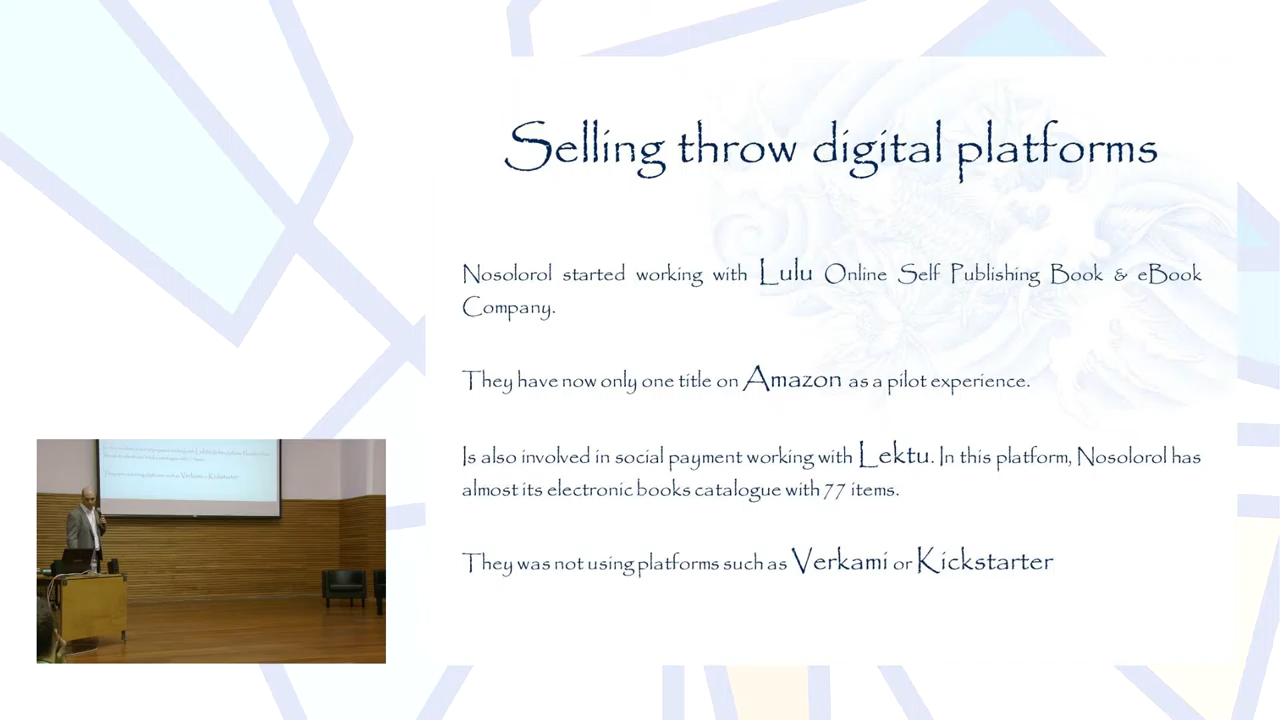 Selling throw digital platforms
Nosolorol started working with Lulu Online Self Publishing Book & eBook
Company.
They have now only one title on Amazon as a pilot experience.
Is also involved in social payment working with Lektu. In this platform, Nosolorol has
almost its electronic books catalogue with 77 items.
They was not using platforms such as Verkami or Kickstarter